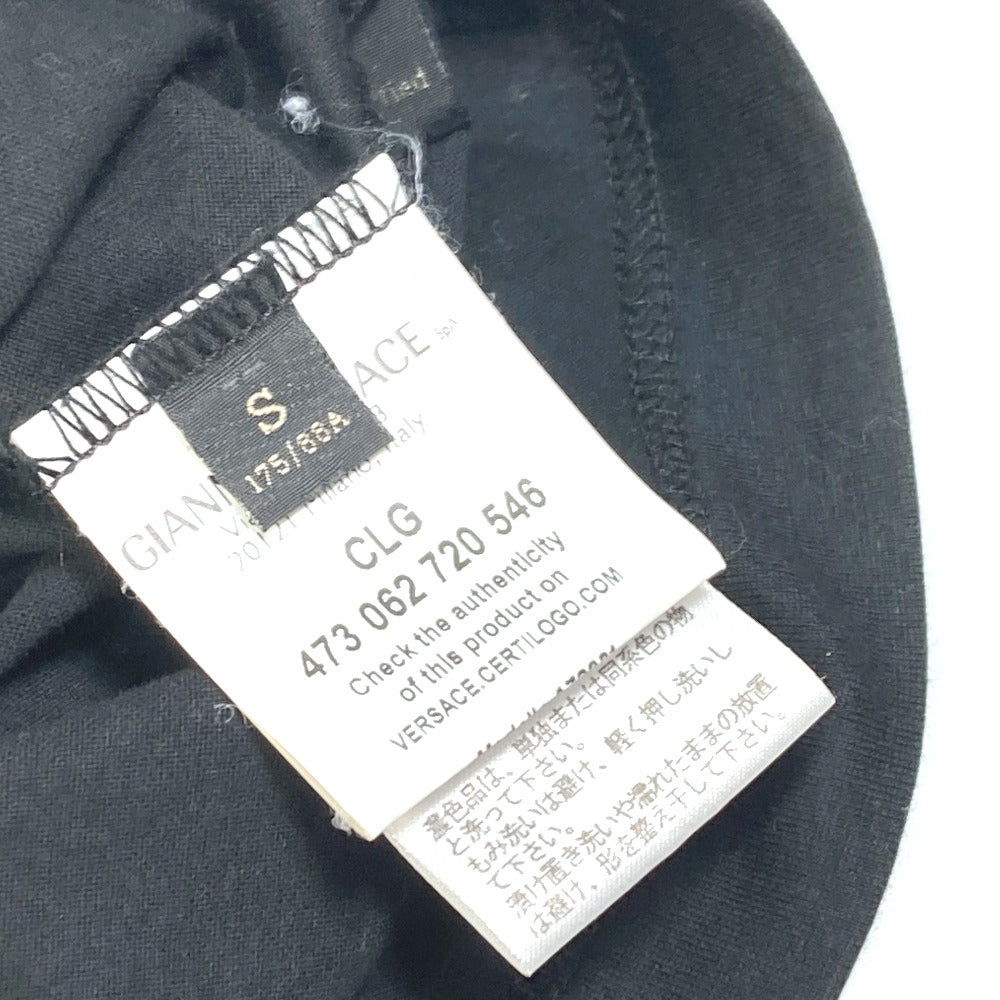 S
175/88A
GIAN ACE SpA
20121 Milano, Italy
CLG
473 062 720 546
Check the authenticity
of this product on
VERSACE.CERTILOGO.COM
濃色品は、単独または同系色の物
と洗って下さい。
もみ洗いは避け、軽く押し洗いし
て下さい。
漬け置き洗いや濡れたままの放置
は避け、形を整え干して下さい。